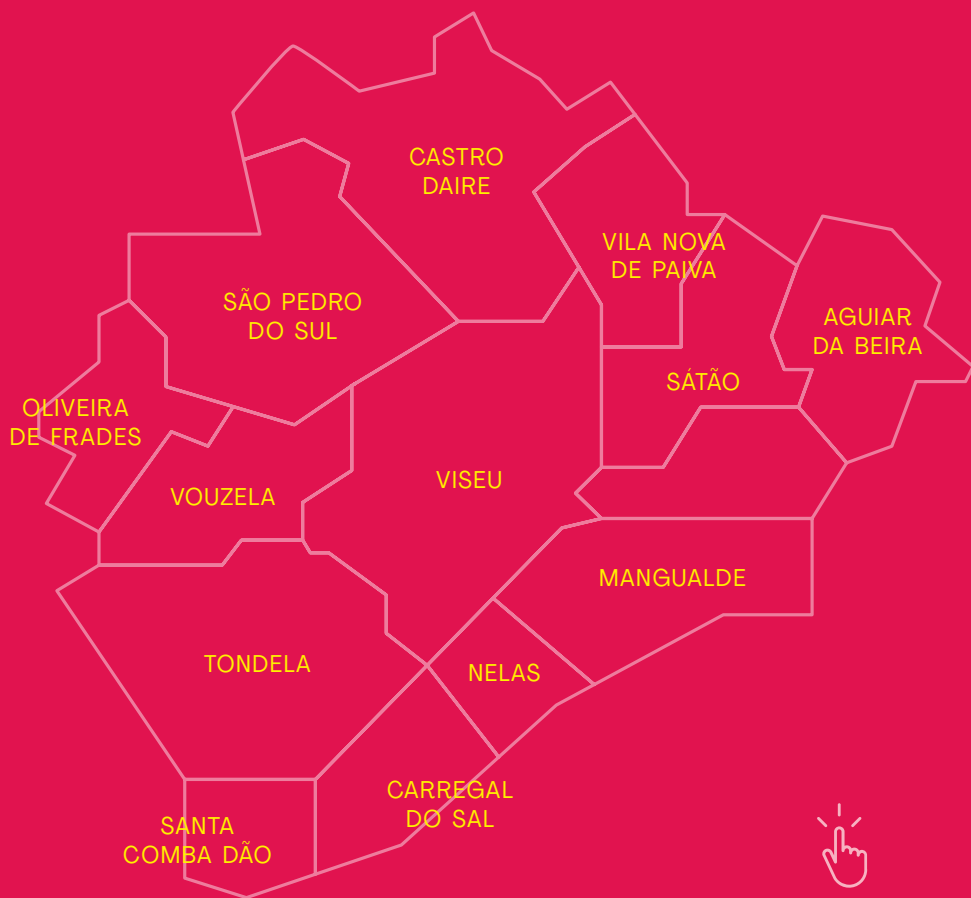 CASTRO
DAIRE
VILA NOVA
DE PAIVA
SÃO PEDRO
DO SUL
AGUIAR
DA BEIRA
SÁTÃO
OLIVEIRA
DE FRADES
VISEU
VOUZELA
MANGUALDE
TONDELA
NELAS
CARREGAL
DO SAL
SANTA
COMBA DÃO